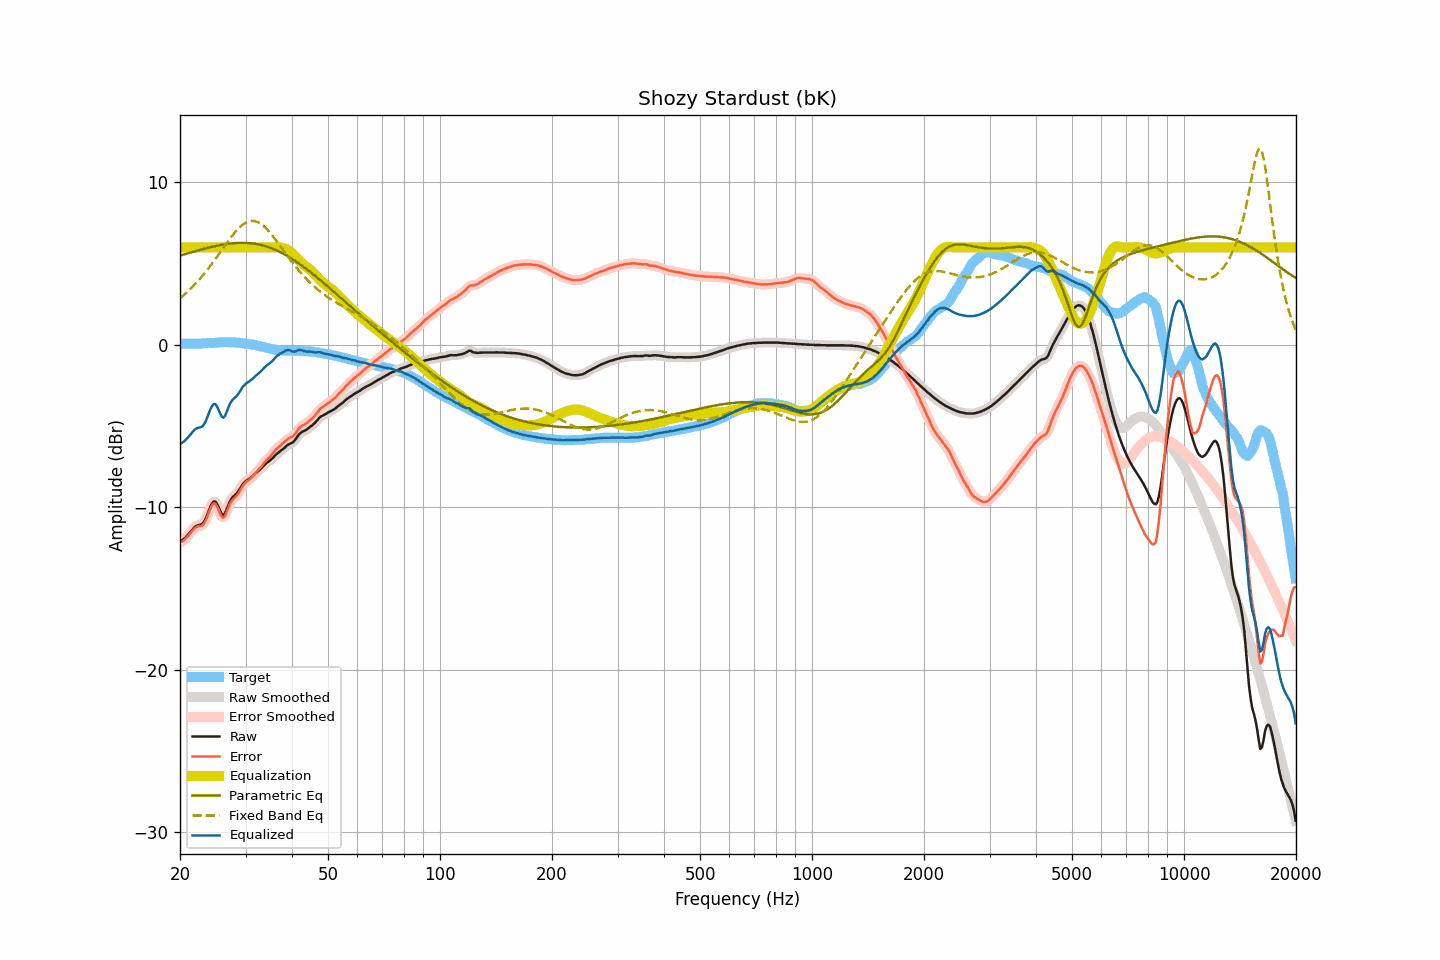 Shozy Stardust (bK)
Amplitude (dBr)
10
0
−10
−20
−30
Target
Raw Smoothed
Error Smoothed
Raw
Error
Equalization
Parametric Eq
Fixed Band Eq
Equalized
20 50 100 200 500 1000 2000 5000 10000 20000
Frequency (Hz)